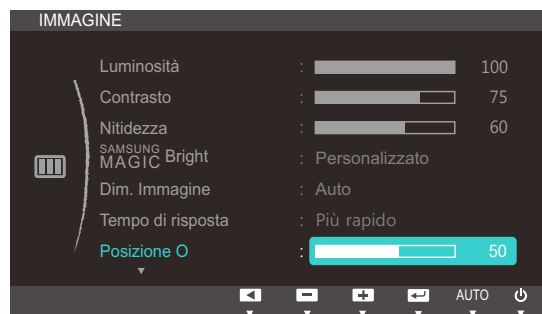 IMMAGINE
Luminosità : 100
Contrasto : 75
Nitidezza : 60
SAMSUNG MAGIC Bright : Personalizzato
Dim. Immagine : Auto
Tempo di risposta : Più rapido
Posizione O : 50
AUTO